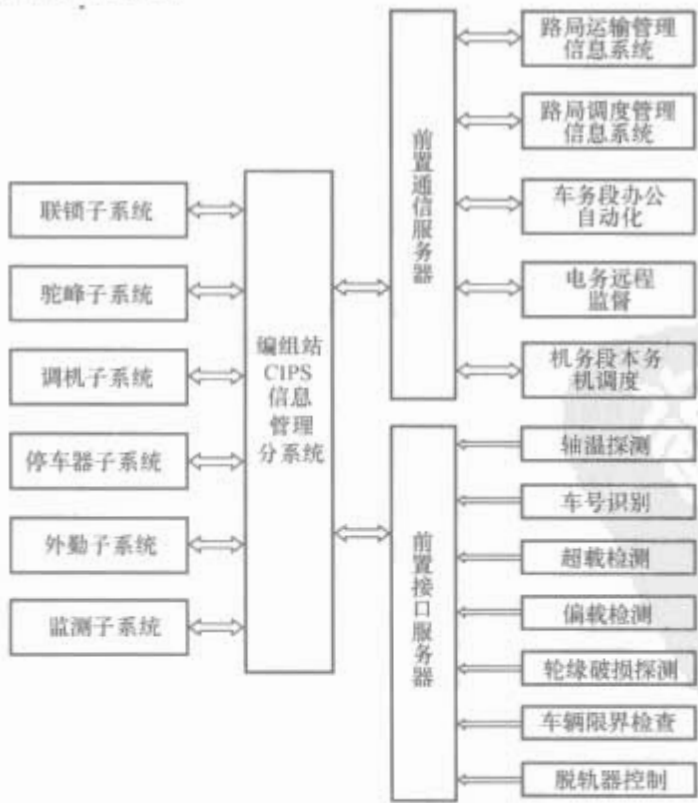 联锁子系统
驼峰子系统
调机子系统
停车器子系统
外勤子系统
监测子系统
编组站
CIPS
信息
管理
分系统
前置通信服务器
路局运输管理
信息系统
路局调度管理
信息系统
车务段办公
自动化
电务远程
监督
机务段本务
机调度
前置接口服务器
轴温探测
车号识别
超载检测
偏载检测
轮缘破损探测
车辆限界检查
脱轨器控制